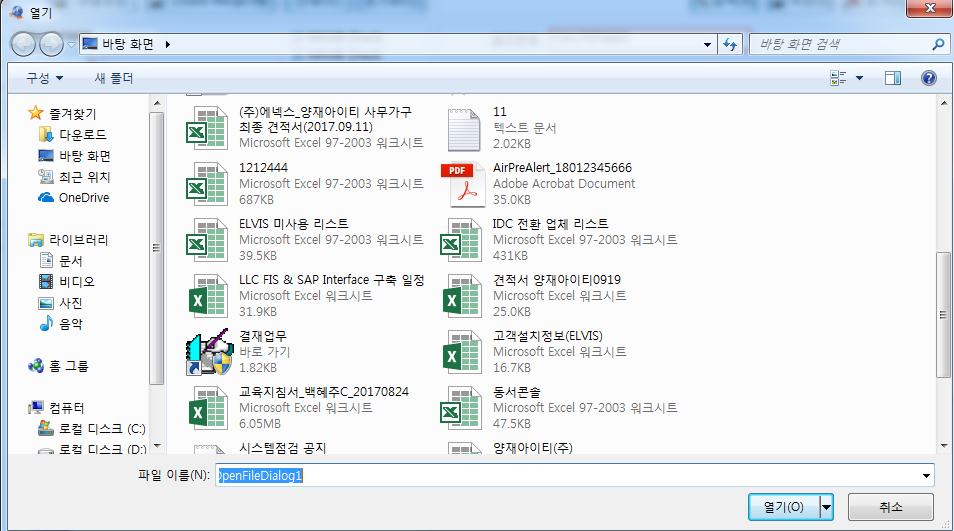 열기
바탕 화면
바탕 화면 검색
구성
새 폴더
즐겨찾기
다운로드
바탕 화면
최근 위치
OneDrive
라이브러리
문서
비디오
사진
음악
홈 그룹
컴퓨터
로컬 디스크 (C:)
로컬 디스크 (D:)
(주)에넥스_양재아이티 사무가구
최종 견적서(2017.09.11)
Microsoft Excel 97-2003 워크시트
11
텍스트 문서
2.02KB
1212444
Microsoft Excel 97-2003 워크시트
687KB
AirPreAlert_18012345666
Adobe Acrobat Document
35.0KB
ELVIS 미사용 리스트
Microsoft Excel 97-2003 워크시트
39.5KB
IDC 전환 업체 리스트
Microsoft Excel 97-2003 워크시트
431KB
LLC FIS & SAP Interface 구축 일정
Microsoft Excel 워크시트
31.9KB
견적서 양재아이티0919
Microsoft Excel 워크시트
25.0KB
결재업무
바로 가기
1.82KB
고객설치정보(ELVIS)
Microsoft Excel 워크시트
16.7KB
교육지침서_백혜주C_20170824
Microsoft Excel 워크시트
6.05MB
동서콘솔
Microsoft Excel 97-2003 워크시트
47.5KB
시스템점검 공지
양재아이티(주)
PDF
파일 이름(N):
OpenFileDialog1
열기(O)
취소